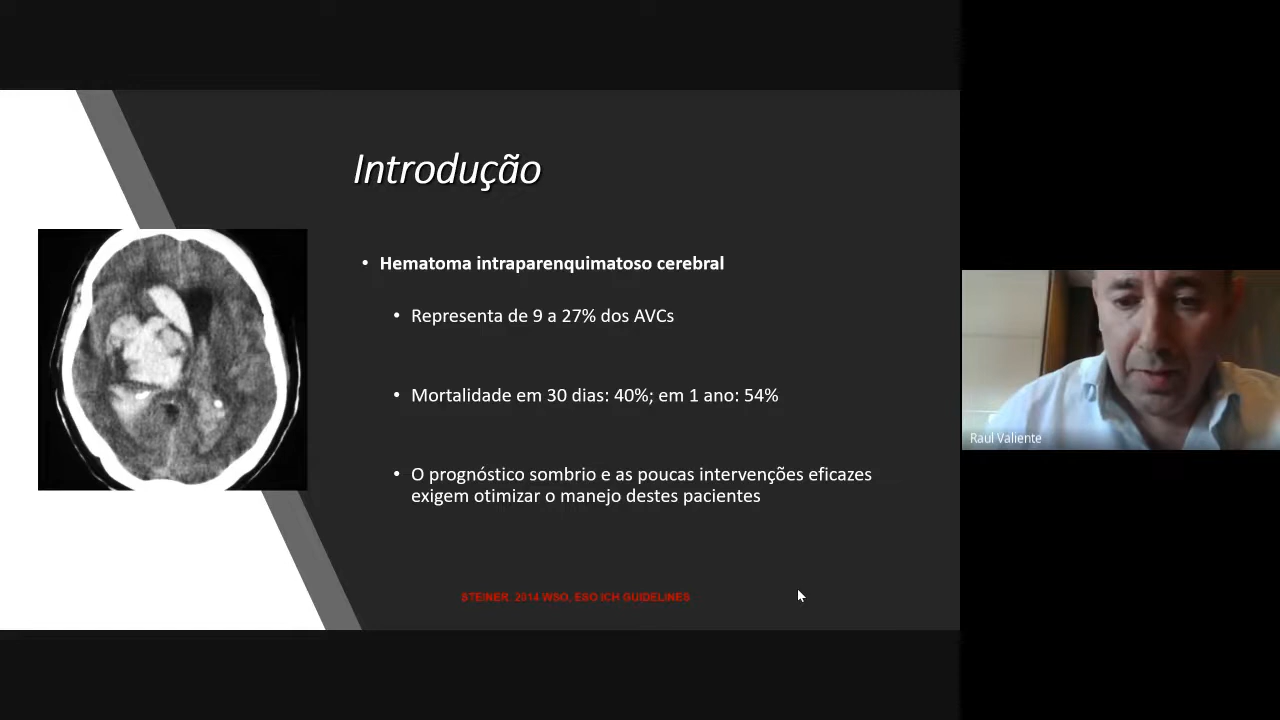 Introdução
• Hematoma intraparenquimatoso cerebral
• Representa de 9 a 27% dos AVCs
• Mortalidade em 30 dias: 40%; em 1 ano: 54%
• O prognóstico sombrio e as poucas intervenções eficazes
exigem otimizar o manejo destes pacientes
STEINER. 2014 WSO, ESO ICH GUIDELINES
Raul Valiente